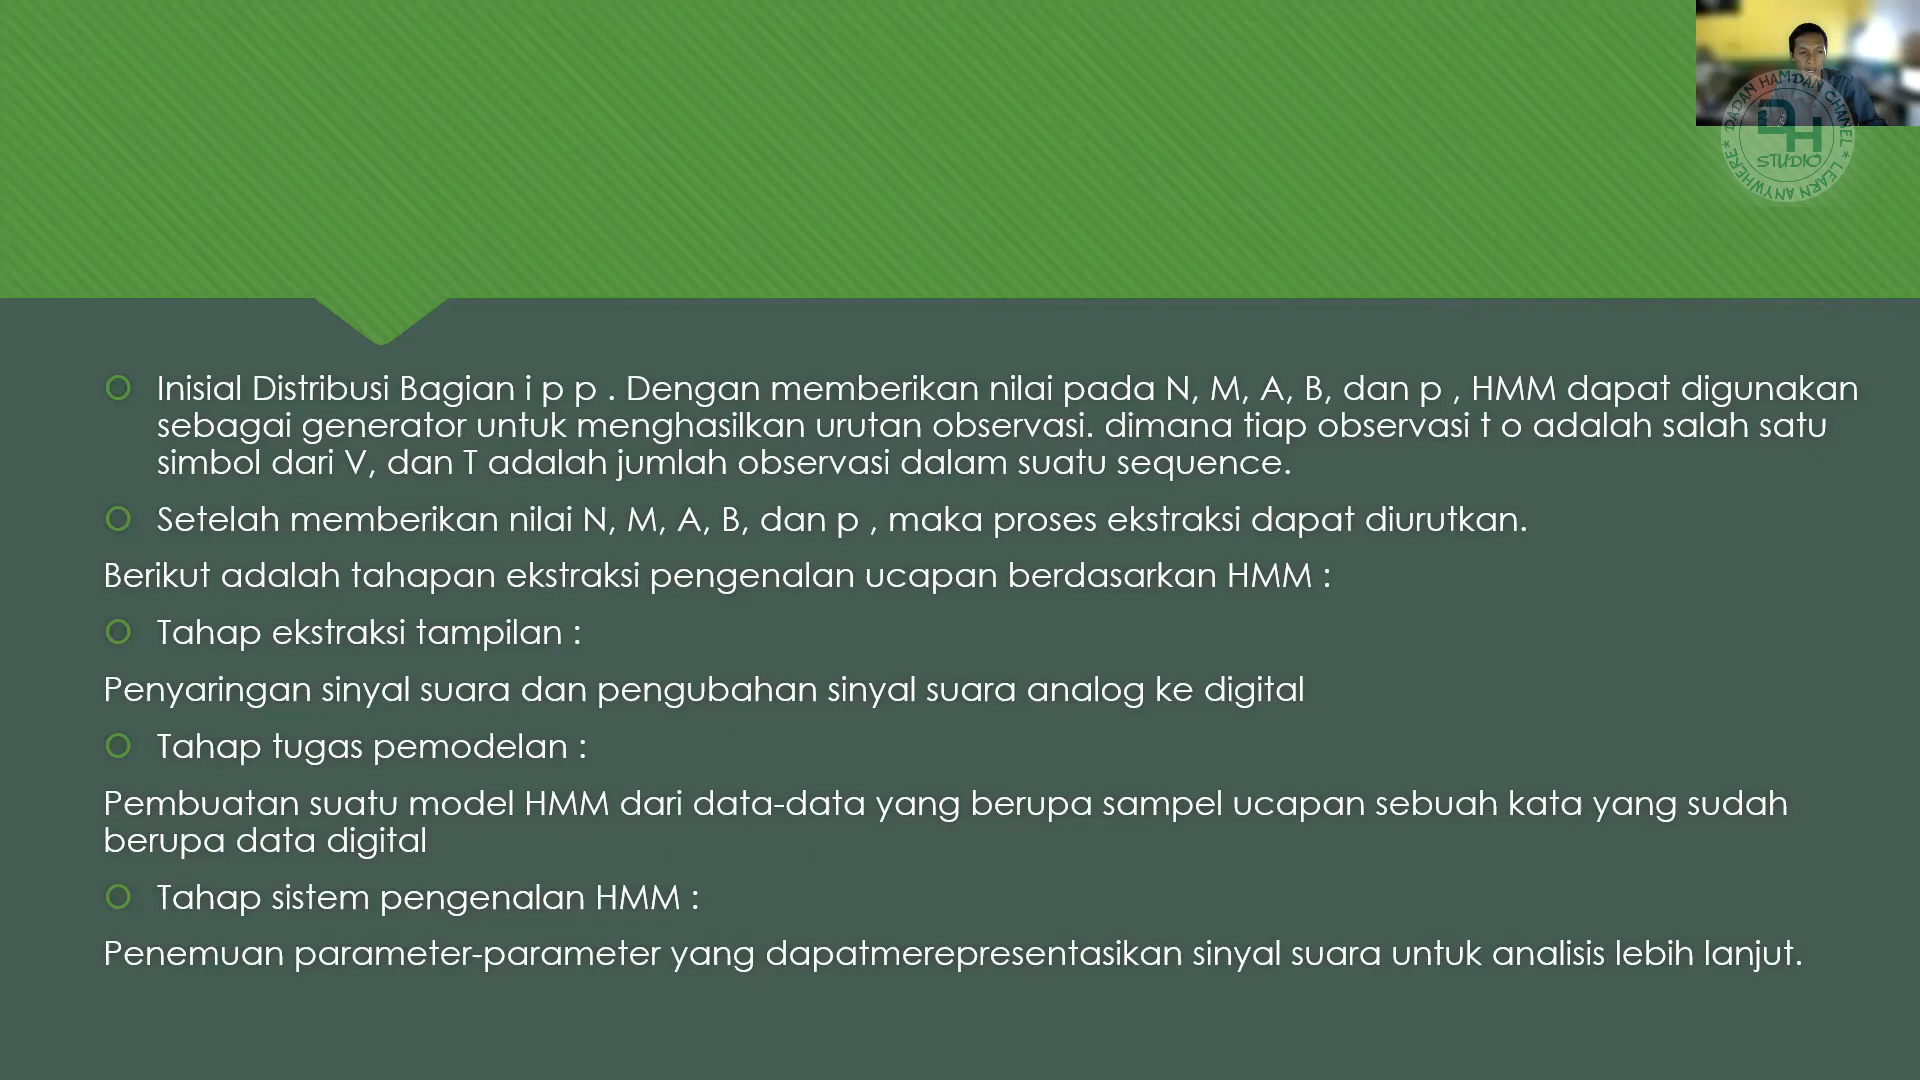 DADAN HAMDAN CHANEL * LEARN ANYWHERE *
DH
STUDIO
Inisial Distribusi Bagian i p p . Dengan memberikan nilai pada N, M, A, B, dan p , HMM dapat digunakan
sebagai generator untuk menghasilkan urutan observasi. dimana tiap observasi t o adalah salah satu
simbol dari V, dan T adalah jumlah observasi dalam suatu sequence.
Setelah memberikan nilai N, M, A, B, dan p , maka proses ekstraksi dapat diurutkan.
Berikut adalah tahapan ekstraksi pengenalan ucapan berdasarkan HMM :
Tahap ekstraksi tampilan :
Penyaringan sinyal suara dan pengubahan sinyal suara analog ke digital
Tahap tugas pemodelan :
Pembuatan suatu model HMM dari data-data yang berupa sampel ucapan sebuah kata yang sudah
berupa data digital
Tahap sistem pengenalan HMM :
Penemuan parameter-parameter yang dapatmerepresentasikan sinyal suara untuk analisis lebih lanjut.